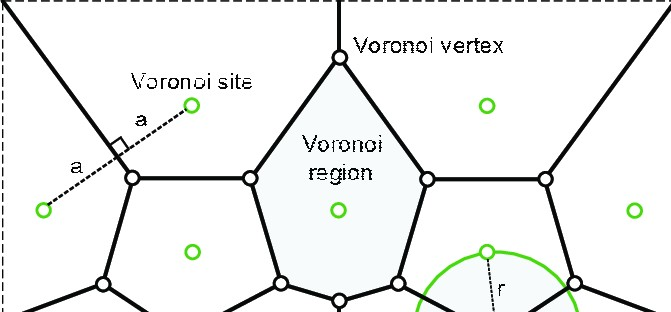 Voronoi vertex
Voronoi site
a
a
Voronoi
region
r